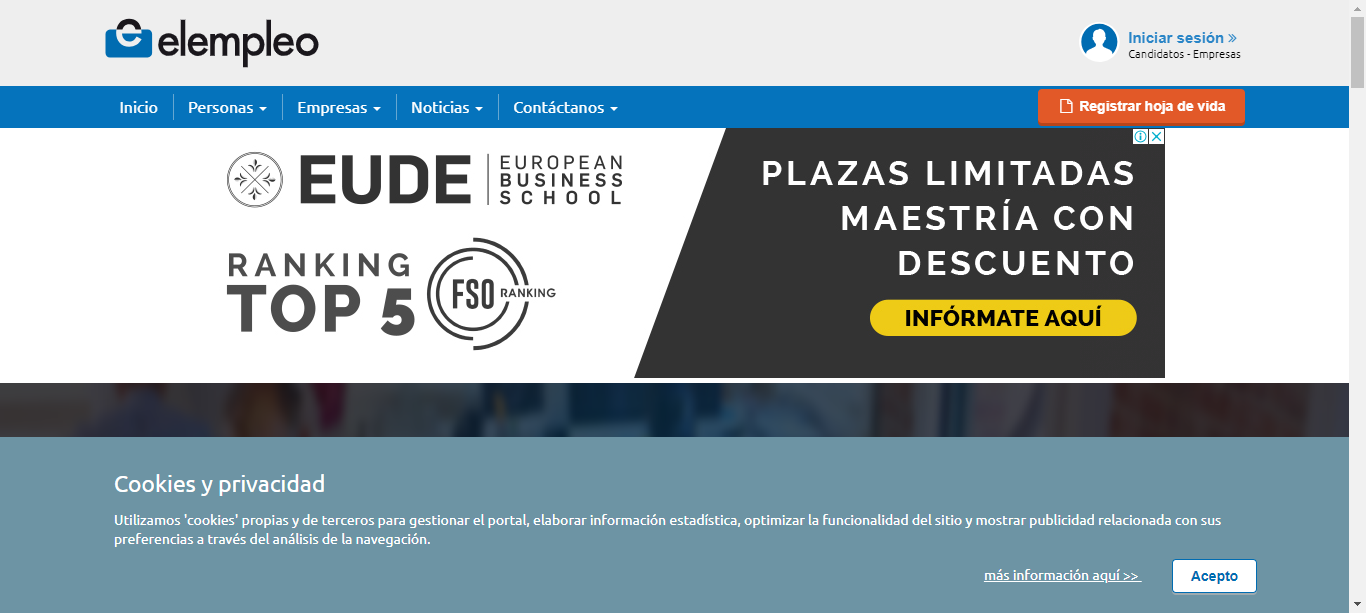 elempleo
Iniciar sesión »
Candidatos - Empresas
Inicio
Personas
Empresas
Noticias
Contáctanos
Registrar hoja de vida
EUDE
EUROPEAN
BUSINESS
SCHOOL
RANKING
TOP 5
FSO RANKING
PLAZAS LIMITADAS
MAESTRÍA CON
DESCUENTO
INFÓRMATE AQUÍ
Cookies y privacidad
Utilizamos 'cookies' propias y de terceros para gestionar el portal, elaborar información estadística, optimizar la funcionalidad del sitio y mostrar publicidad relacionada con sus
preferencias a través del análisis de la navegación.
más información aquí >>
Acepto